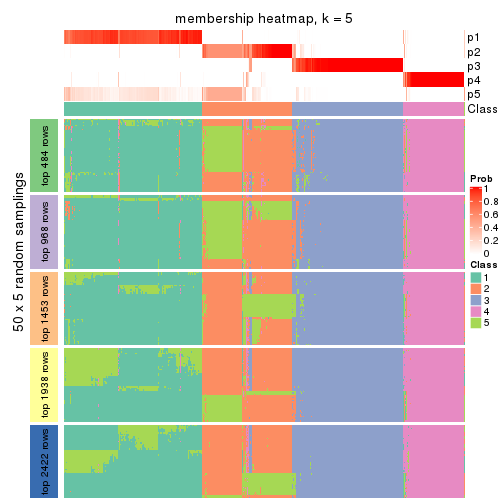 membership heatmap, k = 5
p1
p2
p3
p4
p5
Class
50 x 5 random samplings
top 484 rows
top 968 rows
top 1453 rows
top 1938 rows
top 2422 rows
Prob
1
0.8
0.6
0.4
0.2
0
Class
1
2
3
4
5